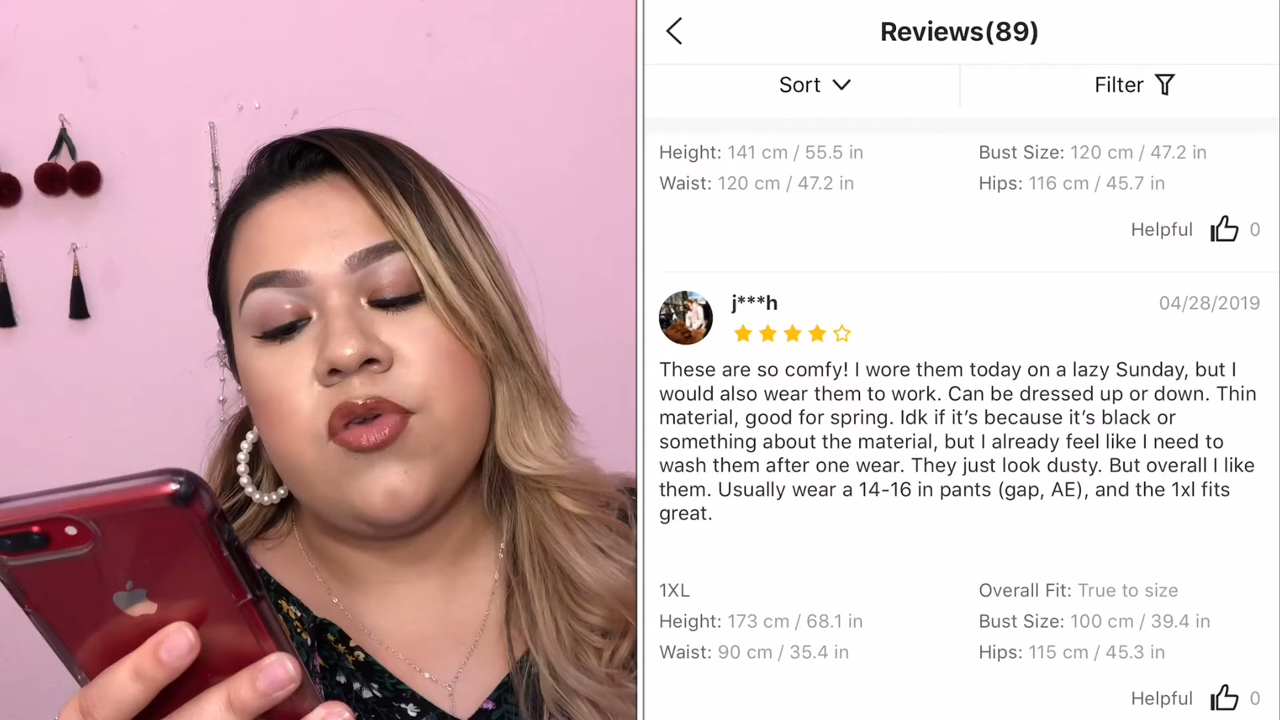 Reviews(89)
Sort
Filter
Height: 141 cm / 55.5 in
Bust Size: 120 cm / 47.2 in
Waist: 120 cm / 47.2 in
Hips: 116 cm / 45.7 in
Helpful 0
j***h
04/28/2019
These are so comfy! I wore them today on a lazy Sunday, but I
would also wear them to work. Can be dressed up or down. Thin
material, good for spring. Idk if it’s because it’s black or
something about the material, but I already feel like I need to
wash them after one wear. They just look dusty. But overall I like
them. Usually wear a 14-16 in pants (gap, AE), and the 1xl fits
great.
1XL
Overall Fit: True to size
Height: 173 cm / 68.1 in
Bust Size: 100 cm / 39.4 in
Waist: 90 cm / 35.4 in
Hips: 115 cm / 45.3 in
Helpful 0